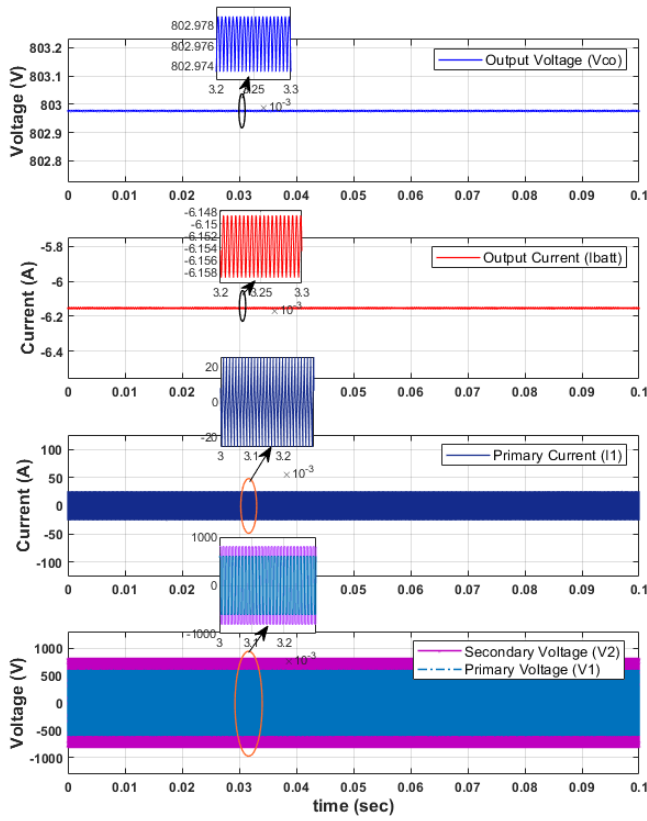 802.978
802.976
802.974
3.2 3.25 3.3
×10⁻³
803.2
803.1
803
802.9
802.8
Voltage (V)
Output Voltage (Vco)
0 0.01 0.02 0.03 0.04 0.05 0.06 0.07 0.08 0.09 0.1
-6.148
-6.15
-6.152
-6.154
-6.156
-6.158
3.2 3.25 3.3
×10⁻³
-5.8
-6
-6.2
-6.4
Current (A)
Output Current (Ibatt)
0 0.01 0.02 0.03 0.04 0.05 0.06 0.07 0.08 0.09 0.1
20
0
-20
3 3.1 3.2
×10⁻³
100
50
0
-50
-100
Current (A)
Primary Current (I1)
0 0.01 0.02 0.03 0.04 0.05 0.06 0.07 0.08 0.09 0.1
1000
0
-1000
3 3.1 3.2
×10⁻³
1000
500
0
-500
-1000
Voltage (V)
Secondary Voltage (V2)
Primary Voltage (V1)
0 0.01 0.02 0.03 0.04 0.05 0.06 0.07 0.08 0.09 0.1
time (sec)